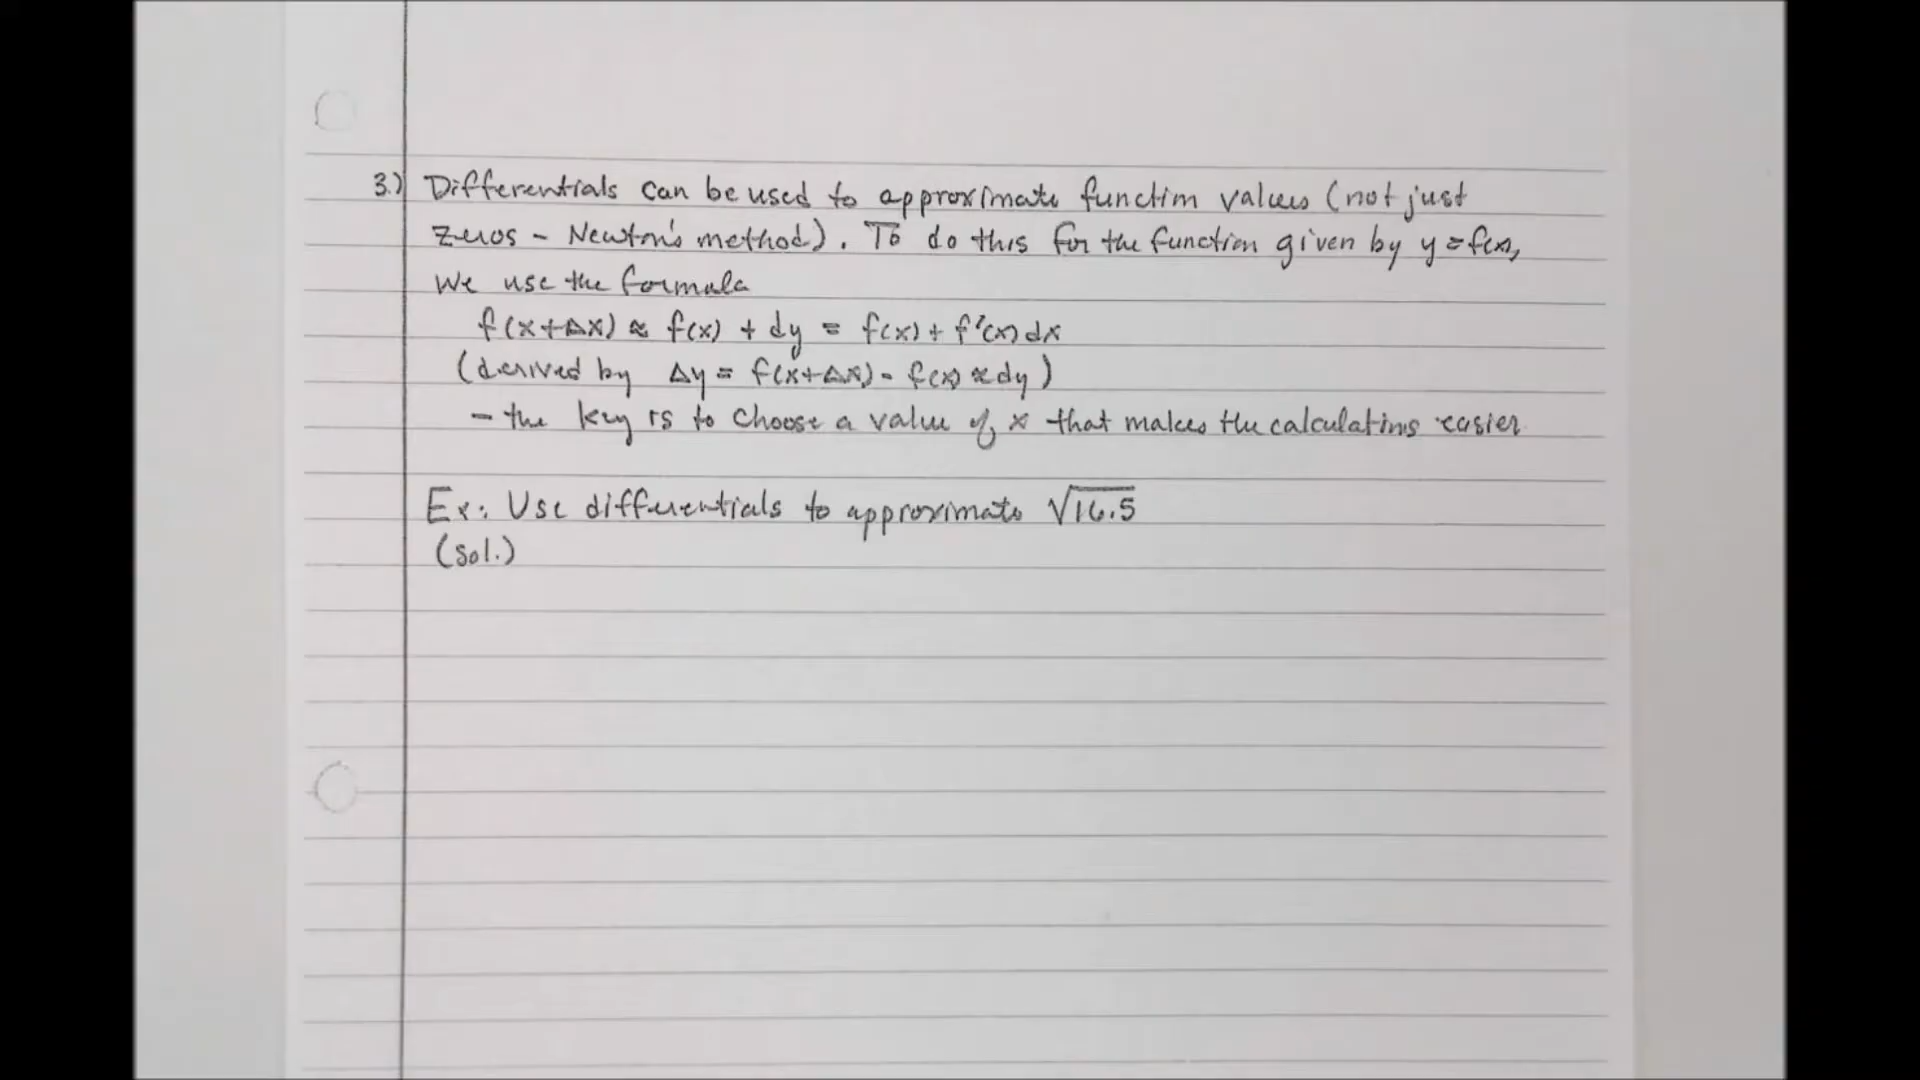 3.) Differentials can be used to approximate function values (not just
zeros - Newton's method). To do this for the function given by y = f(x),
We use the formula
f(x+Δx) ≈ f(x) + dy = f(x) + f'(x) dx
(derived by Δy = f(x+Δx) - f(x) ≈ dy)
- the key is to choose a value of x that makes the calculations easier
Ex: Use differentials to approximate √16.5
(sol.)